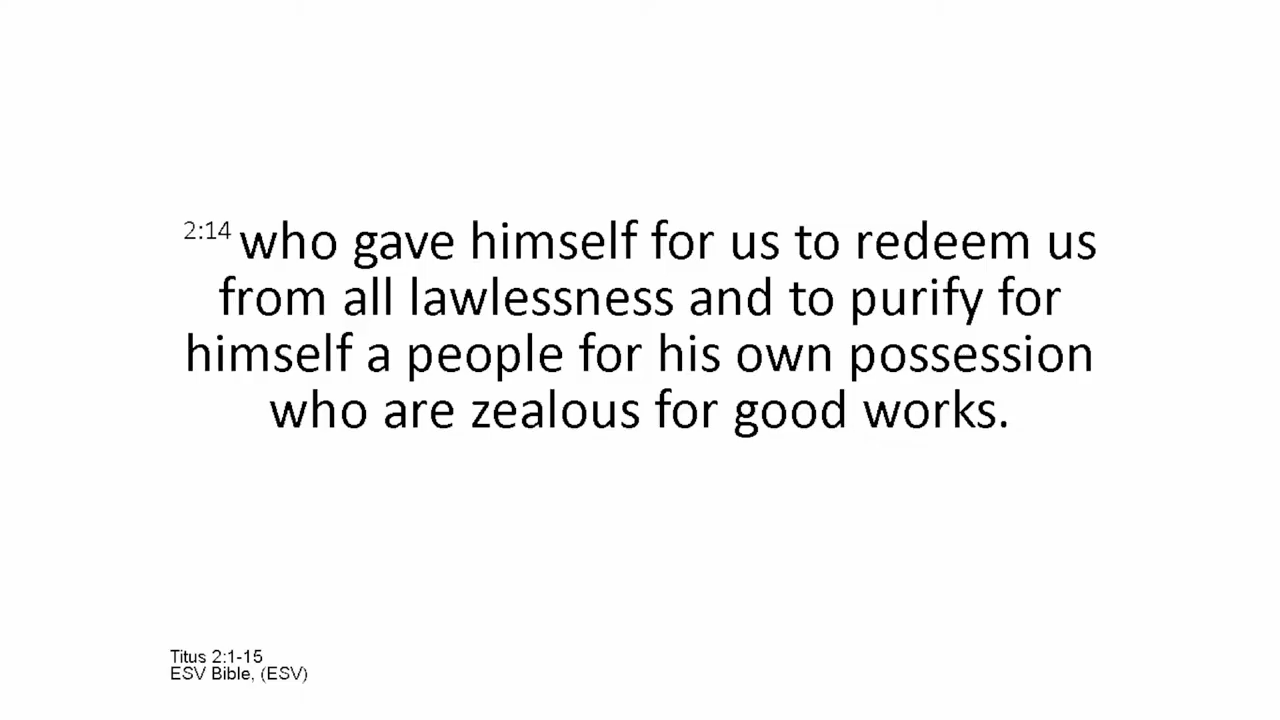 2:14 who gave himself for us to redeem us
from all lawlessness and to purify for
himself a people for his own possession
who are zealous for good works.
Titus 2:1-15
ESV Bible, (ESV)